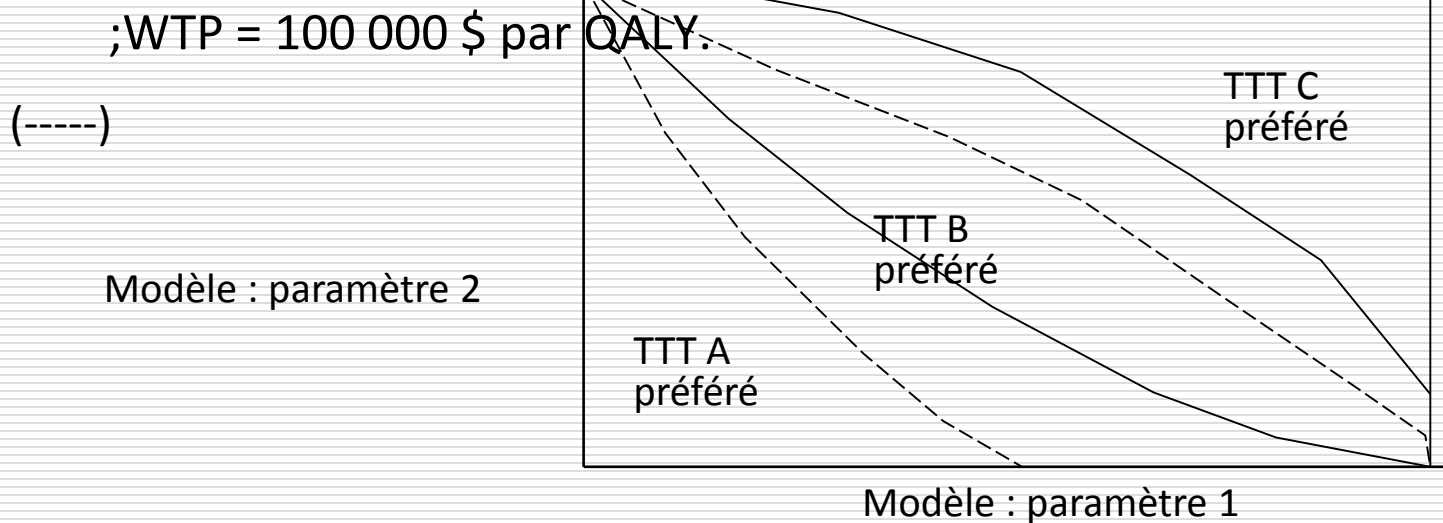 ;WTP = 100 000 $ par QALY.
(-----)
TTT C
préféré
TTT B
préféré
Modèle : paramètre 2
TTT A
préféré
Modèle : paramètre 1